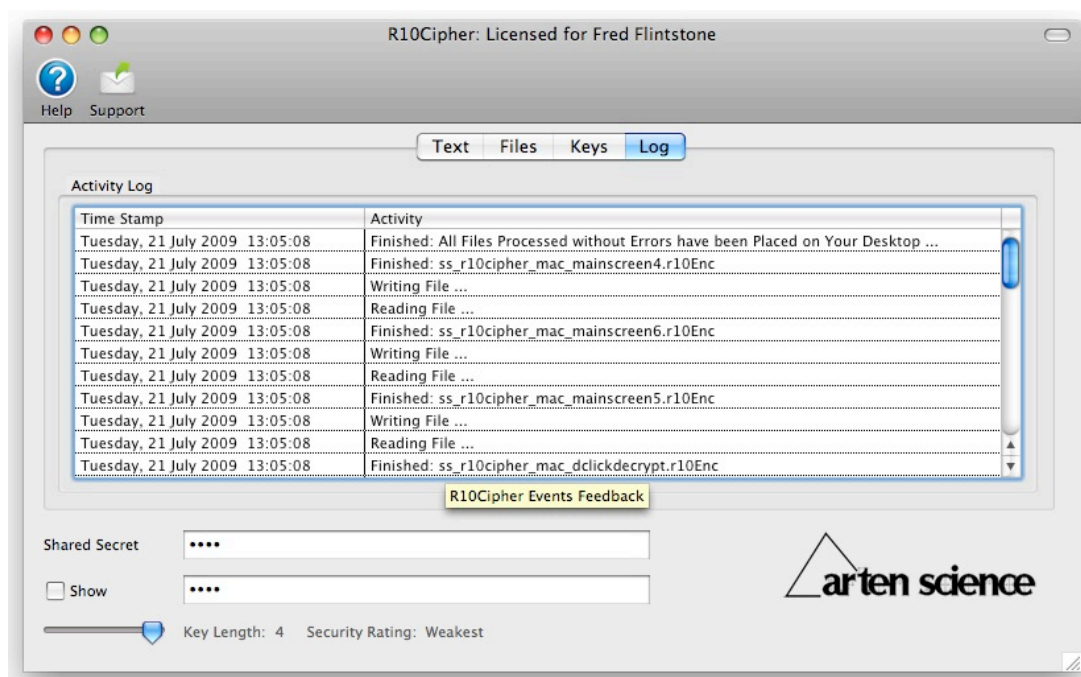 R10Cipher: Licensed for Fred Flintstone
Help Support
Text Files Keys Log
Activity Log
Time Stamp Activity
Tuesday, 21 July 2009 13:05:08 Finished: All Files Processed without Errors have been Placed on Your Desktop ...
Tuesday, 21 July 2009 13:05:08 Finished: ss_r10cipher_mac_mainscreen4.r10Enc
Tuesday, 21 July 2009 13:05:08 Writing File ...
Tuesday, 21 July 2009 13:05:08 Reading File ...
Tuesday, 21 July 2009 13:05:08 Finished: ss_r10cipher_mac_mainscreen6.r10Enc
Tuesday, 21 July 2009 13:05:08 Writing File ...
Tuesday, 21 July 2009 13:05:08 Reading File ...
Tuesday, 21 July 2009 13:05:08 Finished: ss_r10cipher_mac_mainscreen5.r10Enc
Tuesday, 21 July 2009 13:05:08 Writing File ...
Tuesday, 21 July 2009 13:05:08 Reading File ...
Tuesday, 21 July 2009 13:05:08 Finished: ss_r10cipher_mac_dclickdecrypt.r10Enc
R10Cipher Events Feedback
Shared Secret ••••
Show ••••
arten science
Key Length: 4 Security Rating: Weakest